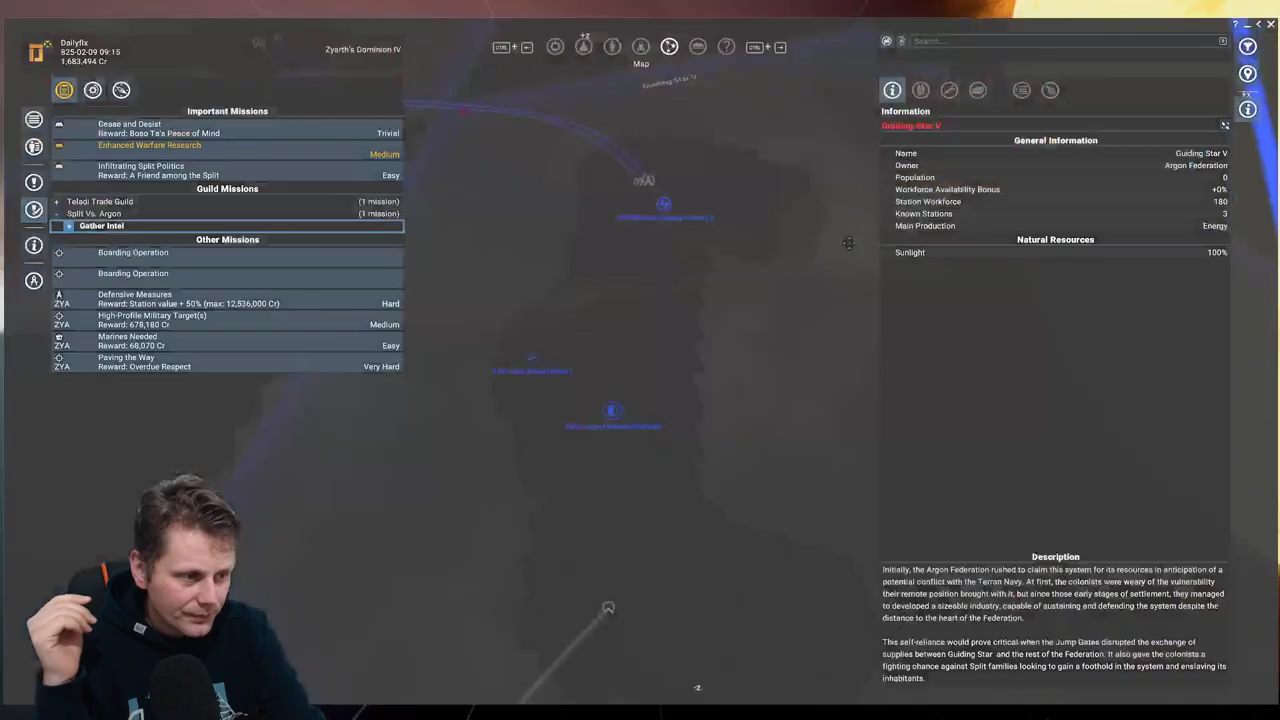 Dailyfix
825-02-09 09:15
1,683,494 Cr
Zyarth's Dominion IV
Map
Guiding Star V
Search...
Important Missions
Cease and Desist
Reward: Boso Ta's Peace of Mind
Trivial
Enhanced Warfare Research
Medium
Infiltrating Split Politics
Reward: A Friend among the Split
Easy
Guild Missions
+ Teladi Trade Guild (1 mission)
- Split Vs. Argon (1 mission)
+ Gather Intel
Other Missions
Boarding Operation
Boarding Operation
Defensive Measures
ZYA Reward: Station value + 50% (max: 12,536,000 Cr) Hard
High-Profile Military Target(s)
ZYA Reward: 678,180 Cr Medium
Marines Needed
ZYA Reward: 68,070 Cr Easy
Paving the Way
ZYA Reward: Overdue Respect Very Hard
Information
Guiding Star V
General Information
Name Guiding Star V
Owner Argon Federation
Population 0
Workforce Availability Bonus +0%
Station Workforce 180
Known Stations 3
Main Production Energy
Natural Resources
Sunlight 100%
Description
Initially, the Argon Federation rushed to claim this system for its resources in anticipation of a
potential conflict with the Terran Navy. At first, the colonists were weary of the vulnerability
their remote position brought with it, but since those early stages of settlement, they managed
to developed a sizeable industry, capable of sustaining and defending the system despite the
distance to the heart of the Federation.
This self-reliance would prove critical when the Jump Gates disrupted the exchange of
supplies between Guiding Star and the rest of the Federation. It also gave the colonists a
fighting chance against Split families looking to gain a foothold in the system and enslaving its
inhabitants.